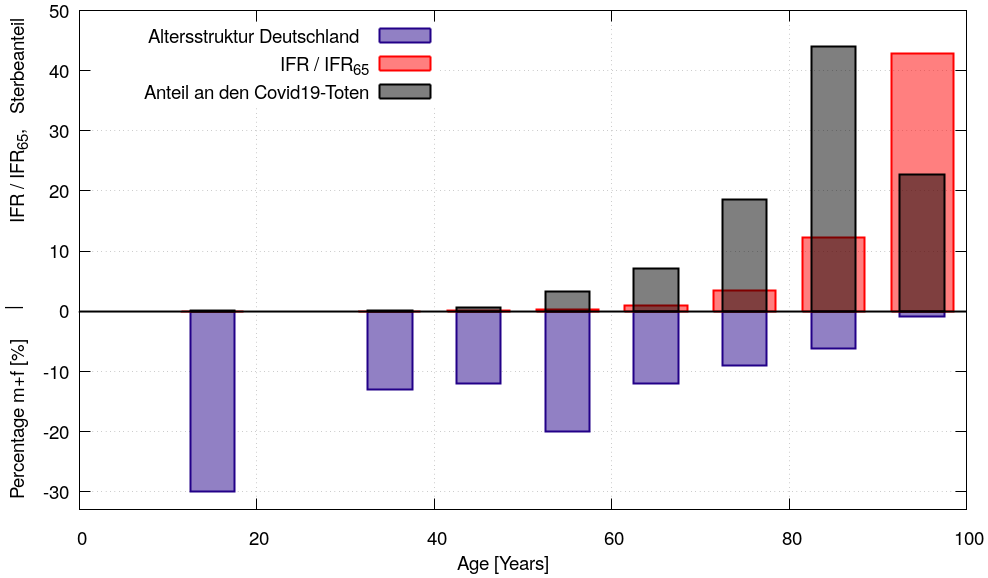 50
40
30
20
10
0
-10
-20
-30
Altersstruktur Deutschland
IFR / IFR65
Anteil an den Covid19-Toten
Percentage m+f [%] | IFR / IFR65, Sterbeanteil
0 20 40 60 80 100
Age [Years]